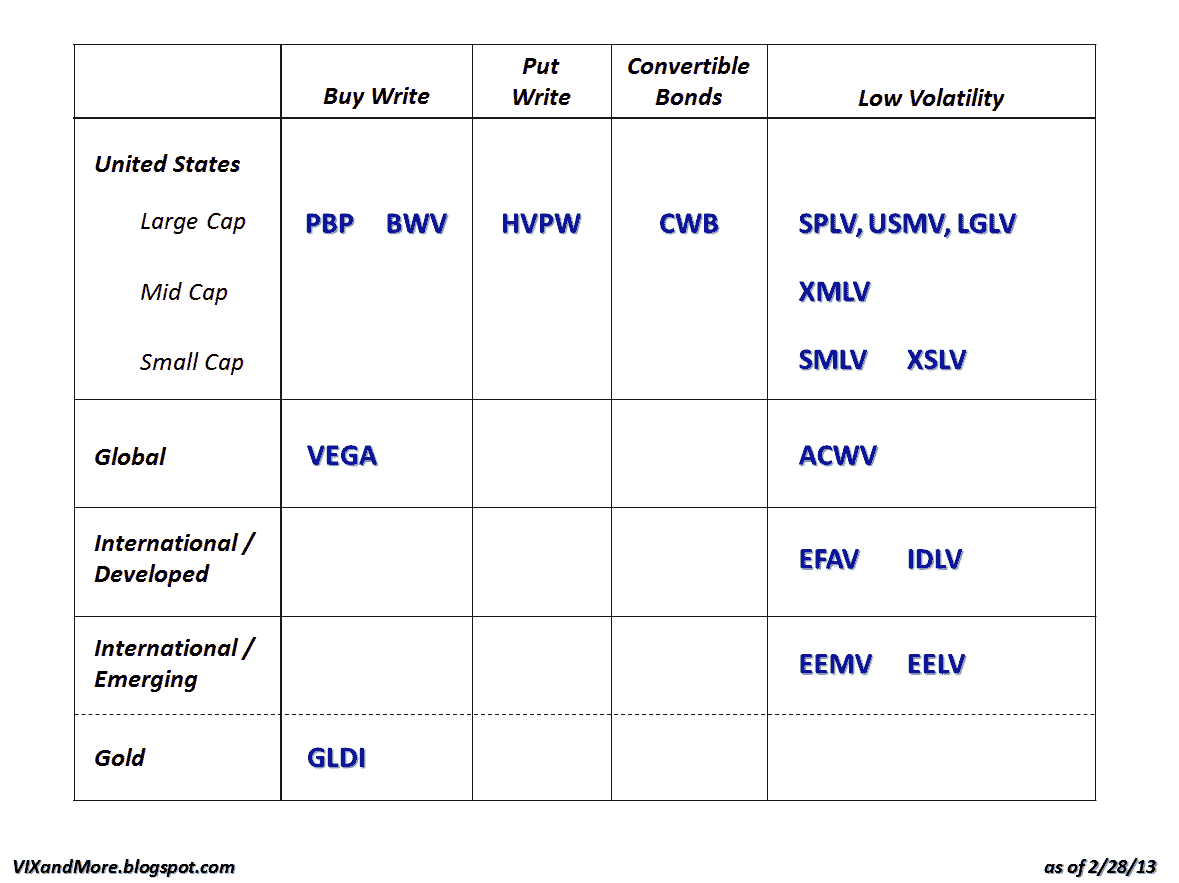 Buy Write Put Write Convertible Bonds Low Volatility
United States
Large Cap PBP BWV HVPW CWB SPLV, USMV, LGLV
Mid Cap XMLV
Small Cap SMLV XSLV
Global VEGA ACWV
International / Developed EFAV IDLV
International / Emerging EEMV EELV
Gold GLDI
VIXandMore.blogspot.com as of 2/28/13